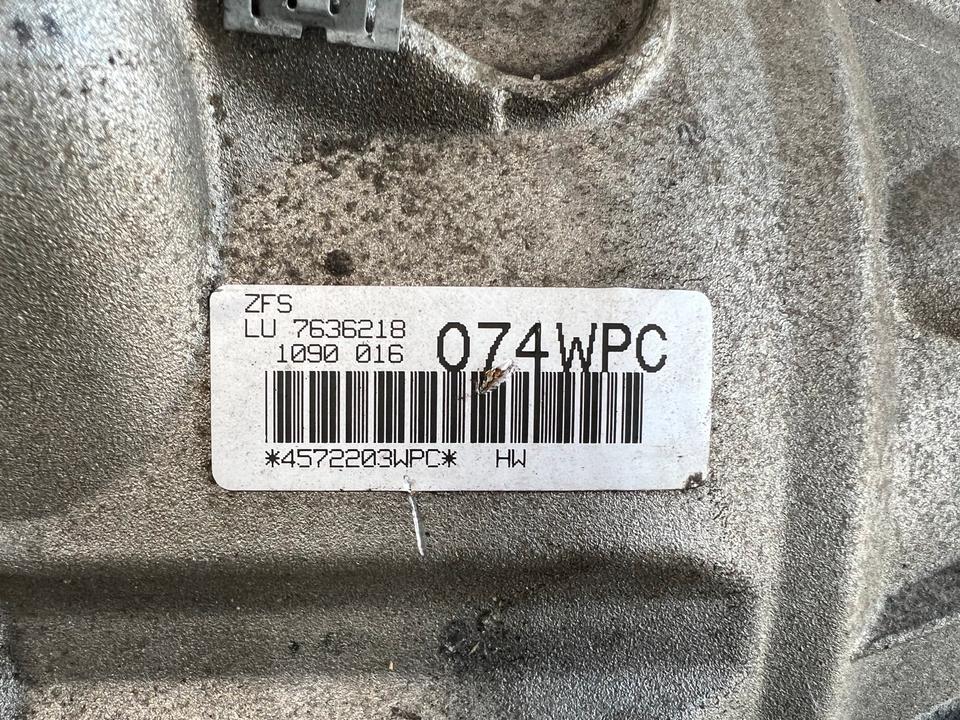 ZFS
LU 7636218
1090 016
074WPC
*4572203WPC* HW